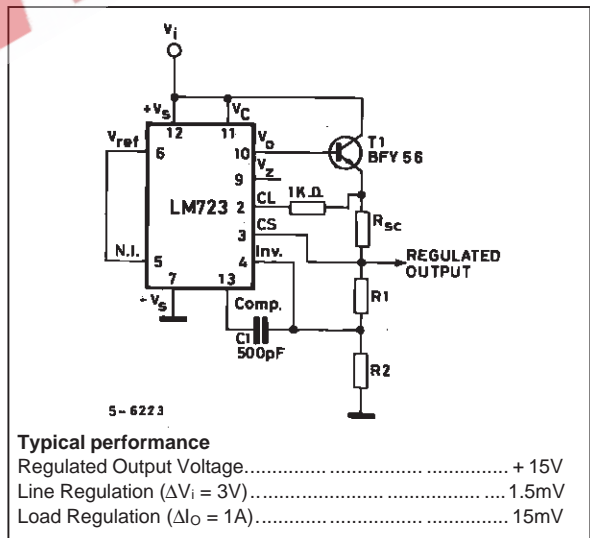 Vi
+Vs VC
12 11
Vref Vo
6 10 T1
BFY 56
Vz
9
LM723 2 CL 1KΩ
RSC
CS
3
N.I. Inv. REGULATED
5 4 OUTPUT
7 13 R1
-Vs Comp.
C1
500pF R2
5-6223
Typical performance
Regulated Output Voltage.................................................... + 15V
Line Regulation (ΔVi = 3V)................................................ 1.5mV
Load Regulation (ΔIO = 1A)............................................... 15mV